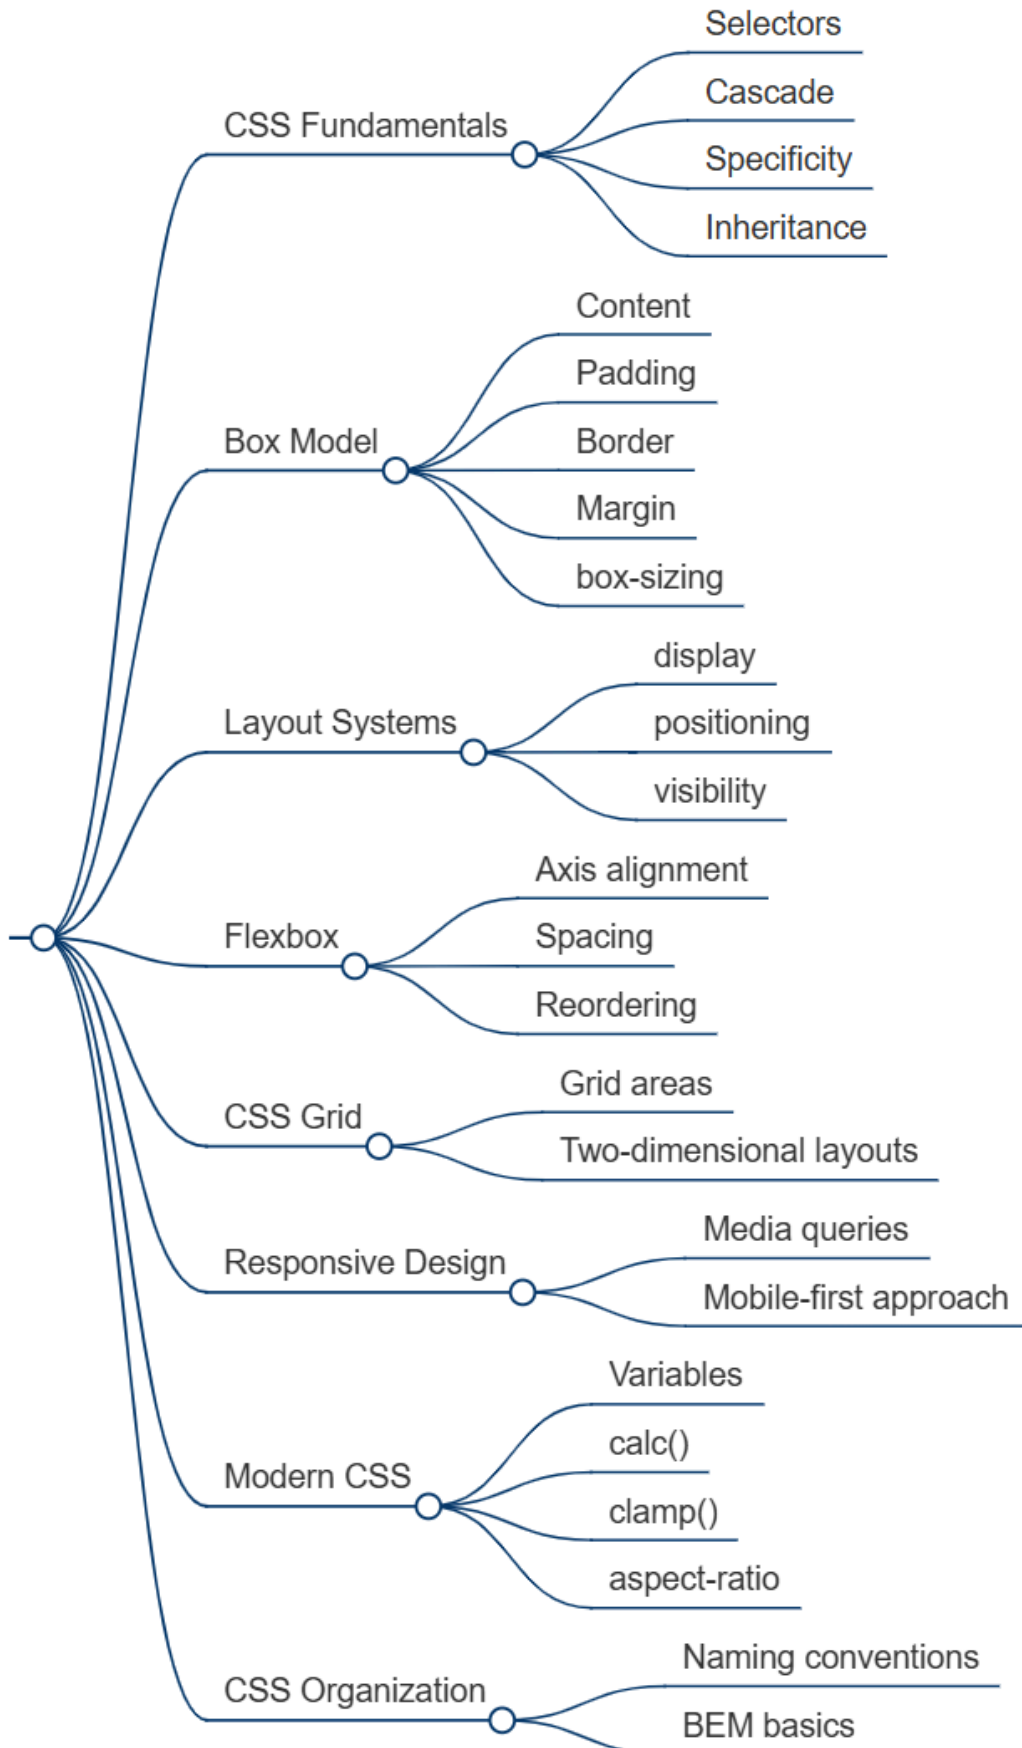 CSS Fundamentals
Selectors
Cascade
Specificity
Inheritance
Box Model
Content
Padding
Border
Margin
box-sizing
Layout Systems
display
positioning
visibility
Flexbox
Axis alignment
Spacing
Reordering
CSS Grid
Grid areas
Two-dimensional layouts
Responsive Design
Media queries
Mobile-first approach
Modern CSS
Variables
calc()
clamp()
aspect-ratio
CSS Organization
Naming conventions
BEM basics